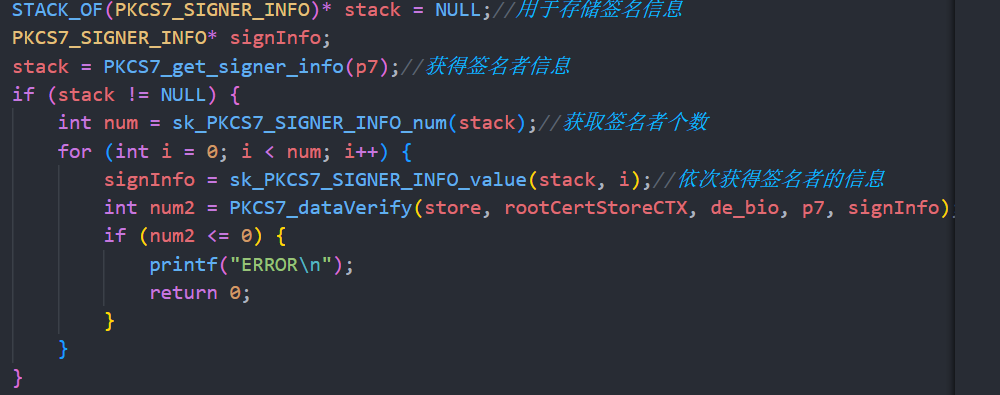 STACK_OF(PKCS7_SIGNER_INFO)* stack = NULL;//用于存储签名信息
PKCS7_SIGNER_INFO* signInfo;
stack = PKCS7_get_signer_info(p7);//获得签名者信息
if (stack != NULL) {
    int num = sk_PKCS7_SIGNER_INFO_num(stack);//获取签名者个数
    for (int i = 0; i < num; i++) {
        signInfo = sk_PKCS7_SIGNER_INFO_value(stack, i);//依次获得签名者的信息
        int num2 = PKCS7_dataVerify(store, rootCertStoreCTX, de_bio, p7, signInfo);
        if (num2 <= 0) {
            printf("ERROR\n");
            return 0;
        }
    }
}